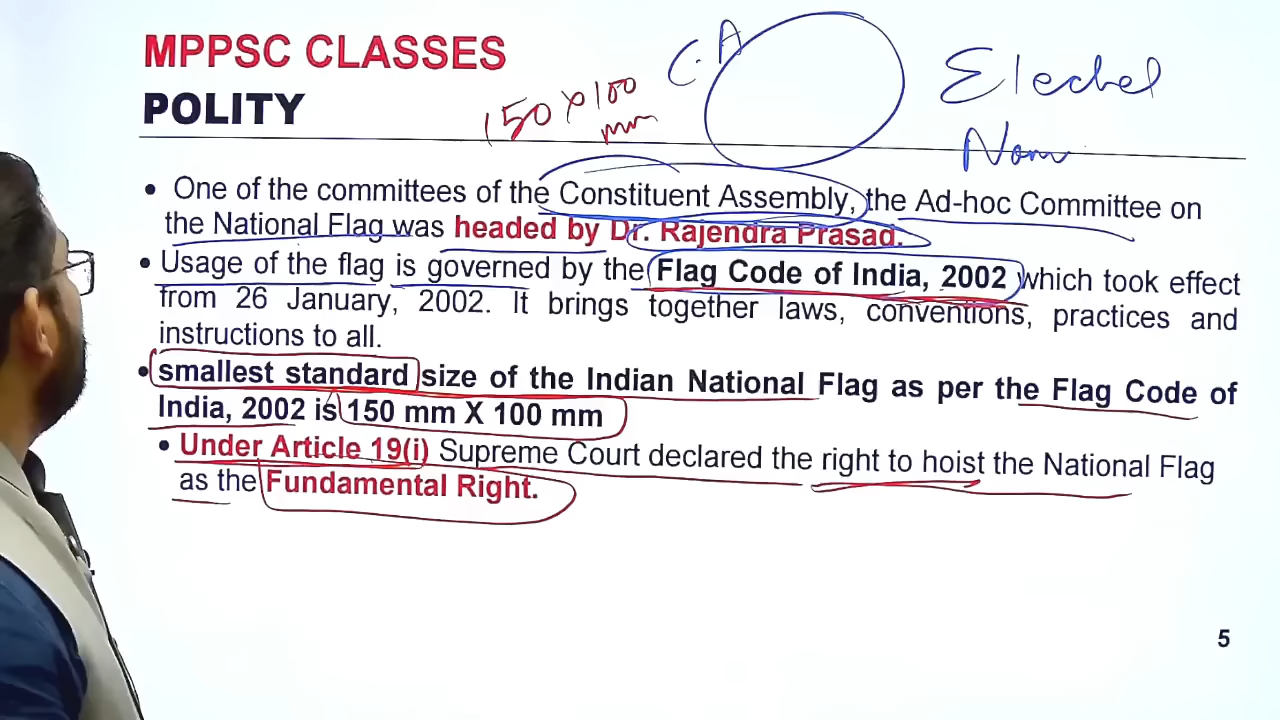 MPPSC CLASSES
POLITY
150 x 100
mm
C.A
Elected
Nom
• One of the committees of the Constituent Assembly, the Ad-hoc Committee on
the National Flag was headed by Dr. Rajendra Prasad.
• Usage of the flag is governed by the Flag Code of India, 2002 which took effect
from 26 January, 2002. It brings together laws, conventions, practices and
instructions to all.
• smallest standard size of the Indian National Flag as per the Flag Code of
India, 2002 is 150 mm X 100 mm
• Under Article 19(i) Supreme Court declared the right to hoist the National Flag
as the Fundamental Right.
5